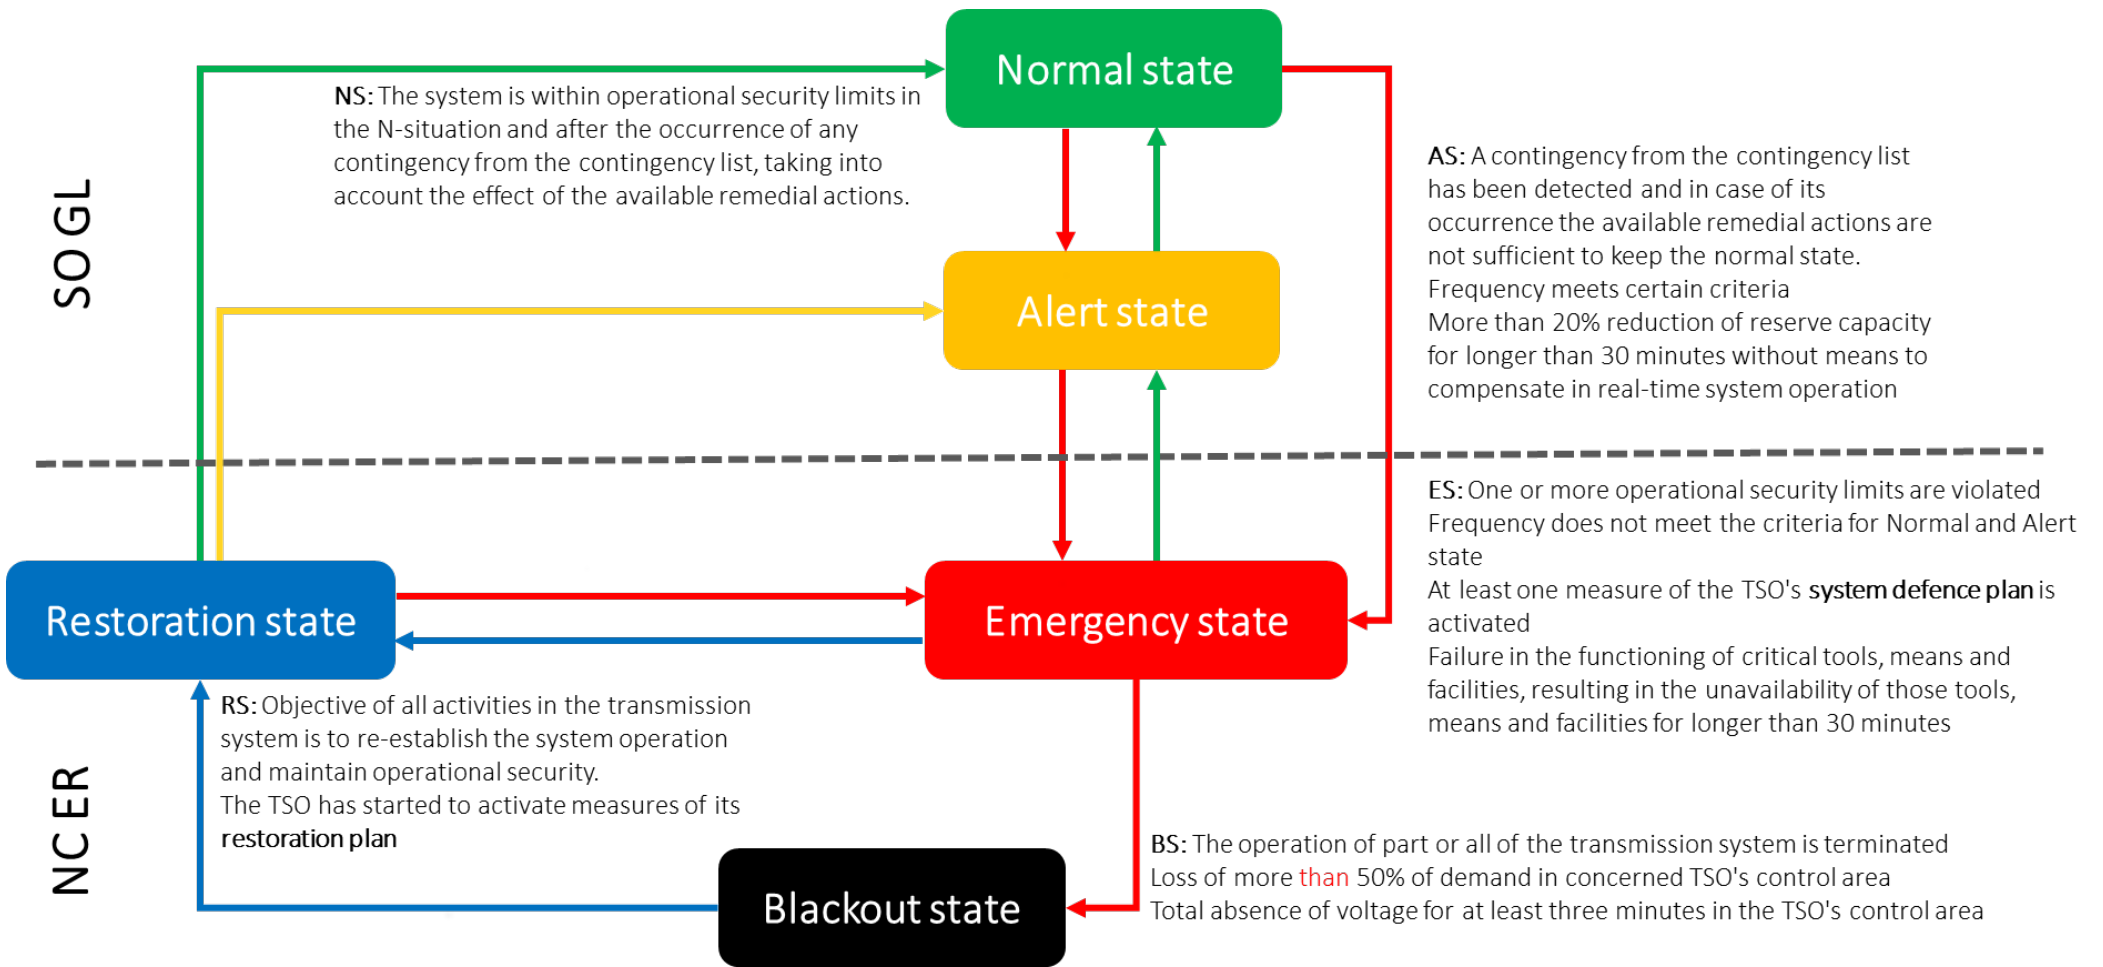 Normal state
NS: The system is within operational security limits in
the N-situation and after the occurrence of any
contingency from the contingency list, taking into
account the effect of the available remedial actions.
SOGL
AS: A contingency from the contingency list
has been detected and in case of its
occurrence the available remedial actions are
not sufficient to keep the normal state.
Frequency meets certain criteria
More than 20% reduction of reserve capacity
for longer than 30 minutes without means to
compensate in real-time system operation
Alert state
ES: One or more operational security limits are violated
Frequency does not meet the criteria for Normal and Alert
state
At least one measure of the TSO's system defence plan is
activated
Failure in the functioning of critical tools, means and
facilities, resulting in the unavailability of those tools,
means and facilities for longer than 30 minutes
Restoration state
Emergency state
RS: Objective of all activities in the transmission
system is to re-establish the system operation
and maintain operational security.
The TSO has started to activate measures of its
restoration plan
NCER
BS: The operation of part or all of the transmission system is terminated
Loss of more than 50% of demand in concerned TSO's control area
Total absence of voltage for at least three minutes in the TSO's control area
Blackout state